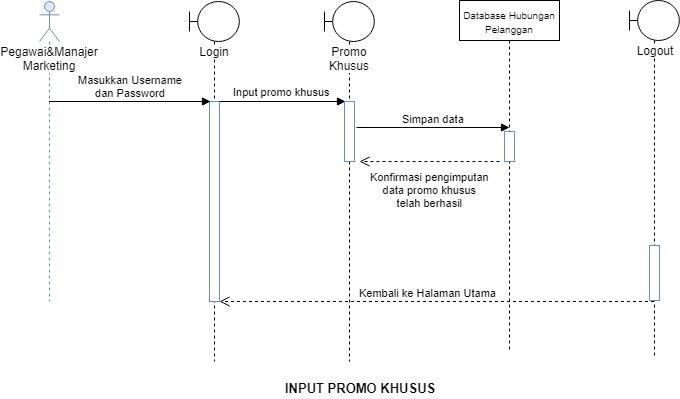 Pegawai&Manajer
Marketing
Login
Promo
Khusus
Database Hubungan
Pelanggan
Logout
Masukkan Username
dan Password
Input promo khusus
Simpan data
Konfirmasi pengimputan
data promo khusus
telah berhasil
Kembali ke Halaman Utama
INPUT PROMO KHUSUS